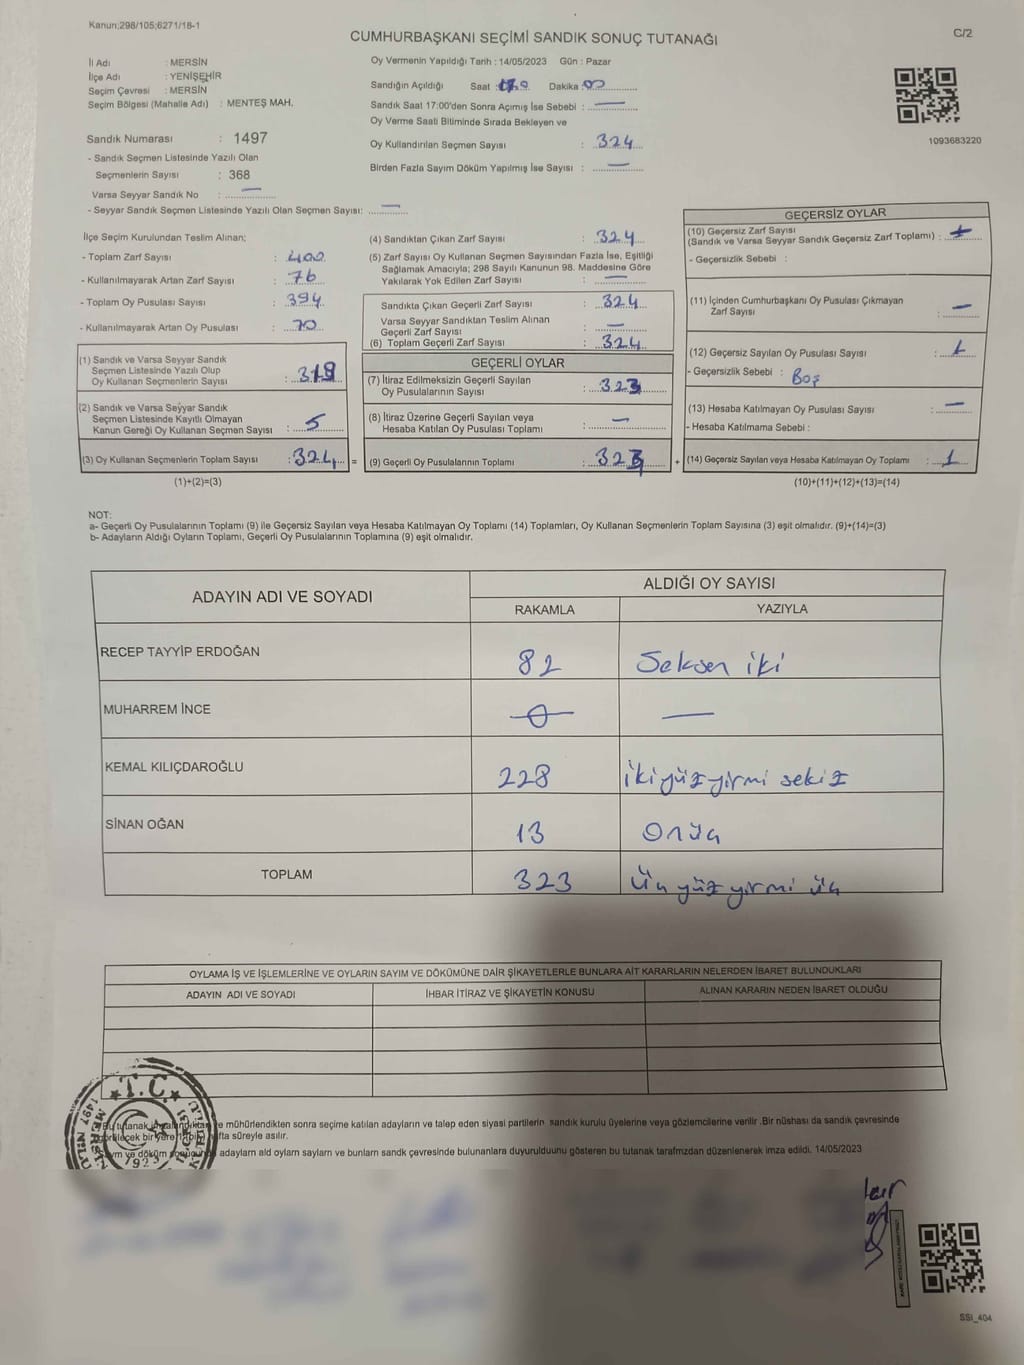 Kanun;298/105;6271/18-1
C/2
CUMHURBAŞKANI SEÇİMİ SANDIK SONUÇ TUTANAĞI
İl Adı : MERSİN
İlçe Adı : YENİŞEHİR
Seçim Çevresi : MERSİN
Seçim Bölgesi (Mahalle Adı) : MENTEŞ MAH.
Oy Vermenin Yapıldığı Tarih : 14/05/2023 Gün : Pazar
Sandığın Açıldığı Saat : Dakika : 00
Sandık Saat 17:00'den Sonra Açımış İse Sebebi : —
Oy Verme Saati Bitiminde Sırada Bekleyen ve
Oy Kullandırılan Seçmen Sayısı : 324
Birden Fazla Sayım Döküm Yapılmış İse Sayısı : —
1093683220
Sandık Numarası : 1497
- Sandık Seçmen Listesinde Yazılı Olan
Seçmenlerin Sayısı : 368
Varsa Seyyar Sandık No : —
- Seyyar Sandık Seçmen Listesinde Yazılı Olan Seçmen Sayısı: —
İlçe Seçim Kurulundan Teslim Alınan;
- Toplam Zarf Sayısı : 400
- Kullanılmayarak Artan Zarf Sayısı : 76
- Toplam Oy Pusulası Sayısı : 394
- Kullanılmayarak Artan Oy Pusulası : 70
(1) Sandık ve Varsa Seyyar Sandık
Seçmen Listesinde Yazılı Olup
Oy Kullanan Seçmenlerin Sayısı : 319
(2) Sandık ve Varsa Seyyar Sandık
Seçmen Listesinde Kayıtlı Olmayan
Kanun Gereği Oy Kullanan Seçmen Sayısı : 5
(3) Oy Kullanan Seçmenlerin Toplam Sayısı : 324 =
(1)+(2)=(3)
(4) Sandıktan Çıkan Zarf Sayısı : 324
(5) Zarf Sayısı Oy Kullanan Seçmen Sayısından Fazla İse, Eşitliği
Sağlamak Amacıyla; 298 Sayılı Kanunun 98. Maddesine Göre
Yakılarak Yok Edilen Zarf Sayısı : —
Sandıkta Çıkan Geçerli Zarf Sayısı : 324
Varsa Seyyar Sandıktan Teslim Alınan
Geçerli Zarf Sayısı : —
(6) Toplam Geçerli Zarf Sayısı : 324
GEÇERLİ OYLAR
(7) İtiraz Edilmeksizin Geçerli Sayılan
Oy Pusulalarının Sayısı : 323
(8) İtiraz Üzerine Geçerli Sayılan veya
Hesaba Katılan Oy Pusulası Toplamı : —
(9) Geçerli Oy Pusulalarının Toplamı : 323 +
GEÇERSİZ OYLAR
(10) Geçersiz Zarf Sayısı
(Sandık ve Varsa Seyyar Sandık Geçersiz Zarf Toplamı) :
- Geçersizlik Sebebi :
(11) İçinden Cumhurbaşkanı Oy Pusulası Çıkmayan
Zarf Sayısı : —
(12) Geçersiz Sayılan Oy Pusulası Sayısı : 1
- Geçersizlik Sebebi : Boş
(13) Hesaba Katılmayan Oy Pusulası Sayısı : —
- Hesaba Katılmama Sebebi :
(14) Geçersiz Sayılan veya Hesaba Katılmayan Oy Toplamı : 1
(10)+(11)+(12)+(13)=(14)
NOT:
a- Geçerli Oy Pusulalarının Toplamı (9) ile Geçersiz Sayılan veya Hesaba Katılmayan Oy Toplamı (14) Toplamları, Oy Kullanan Seçmenlerin Toplam Sayısına (3) eşit olmalıdır. (9)+(14)=(3)
b- Adayların Aldığı Oyların Toplamı, Geçerli Oy Pusulalarının Toplamına (9) eşit olmalıdır.
ADAYIN ADI VE SOYADI
ALDIĞI OY SAYISI
RAKAMLA YAZIYLA
RECEP TAYYİP ERDOĞAN 82 Seksen iki
MUHARREM İNCE 0 —
KEMAL KILIÇDAROĞLU 228 ikiyüzyirmi sekiz
SİNAN OĞAN 13 Onüç
TOPLAM 323 Üç yüz yirmi üç
OYLAMA İŞ VE İŞLEMLERİNE VE OYLARIN SAYIM VE DÖKÜMÜNE DAİR ŞİKAYETLERLE BUNLARA AİT KARARLARIN NELERDEN İBARET BULUNDUKLARI
ADAYIN ADI VE SOYADI İHBAR İTİRAZ VE ŞİKAYETİN KONUSU ALINAN KARARIN NEDEN İBARET OLDUĞU
T.C.
1497
1923
Bu tutanak mühürlendikten sonra seçime katılan adayların ve talep eden siyasi partilerin sandık kurulu üyelerine veya gözlemcilerine verilir .Bir nüshası da sandık çevresinde
bir yere fta süreyle asılır.
ve döküm adayların ald oyların sayların ve bunların sandk çevresinde bulunanlara duyurulduunu gösteren bu tutanak tarafmzdan düzenlenerek imza edildi. 14/05/2023
SSI_404